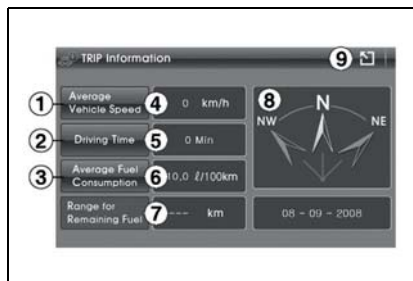 TRIP Information
9
1
Average
Vehicle Speed
4
0 km/h
2
Driving Time
5
0 Min
3
Average Fuel
Consumption
6
10,0 ℓ/100km
Range for
Remaining Fuel
7
--- km
8
N
NW
NE
08 - 09 - 2008